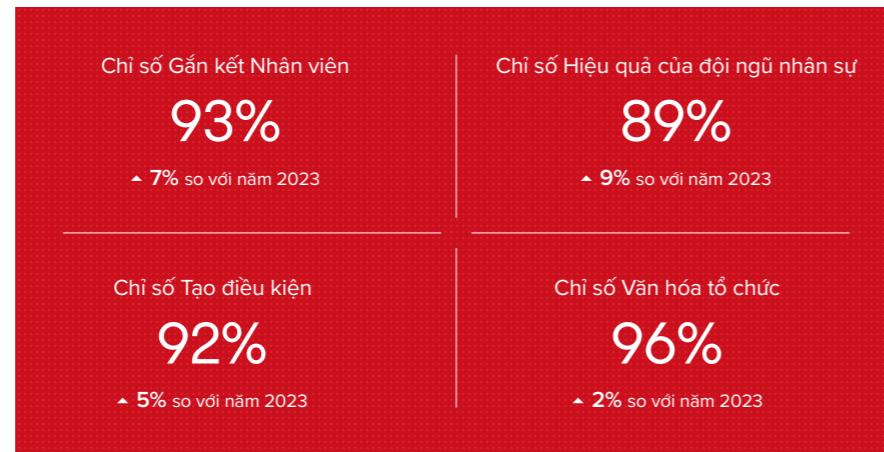 Chỉ số Gắn kết Nhân viên
93%
7% so với năm 2023
Chỉ số Hiệu quả của đội ngũ nhân sự
89%
9% so với năm 2023
Chỉ số Tạo điều kiện
92%
5% so với năm 2023
Chỉ số Văn hóa tổ chức
96%
2% so với năm 2023